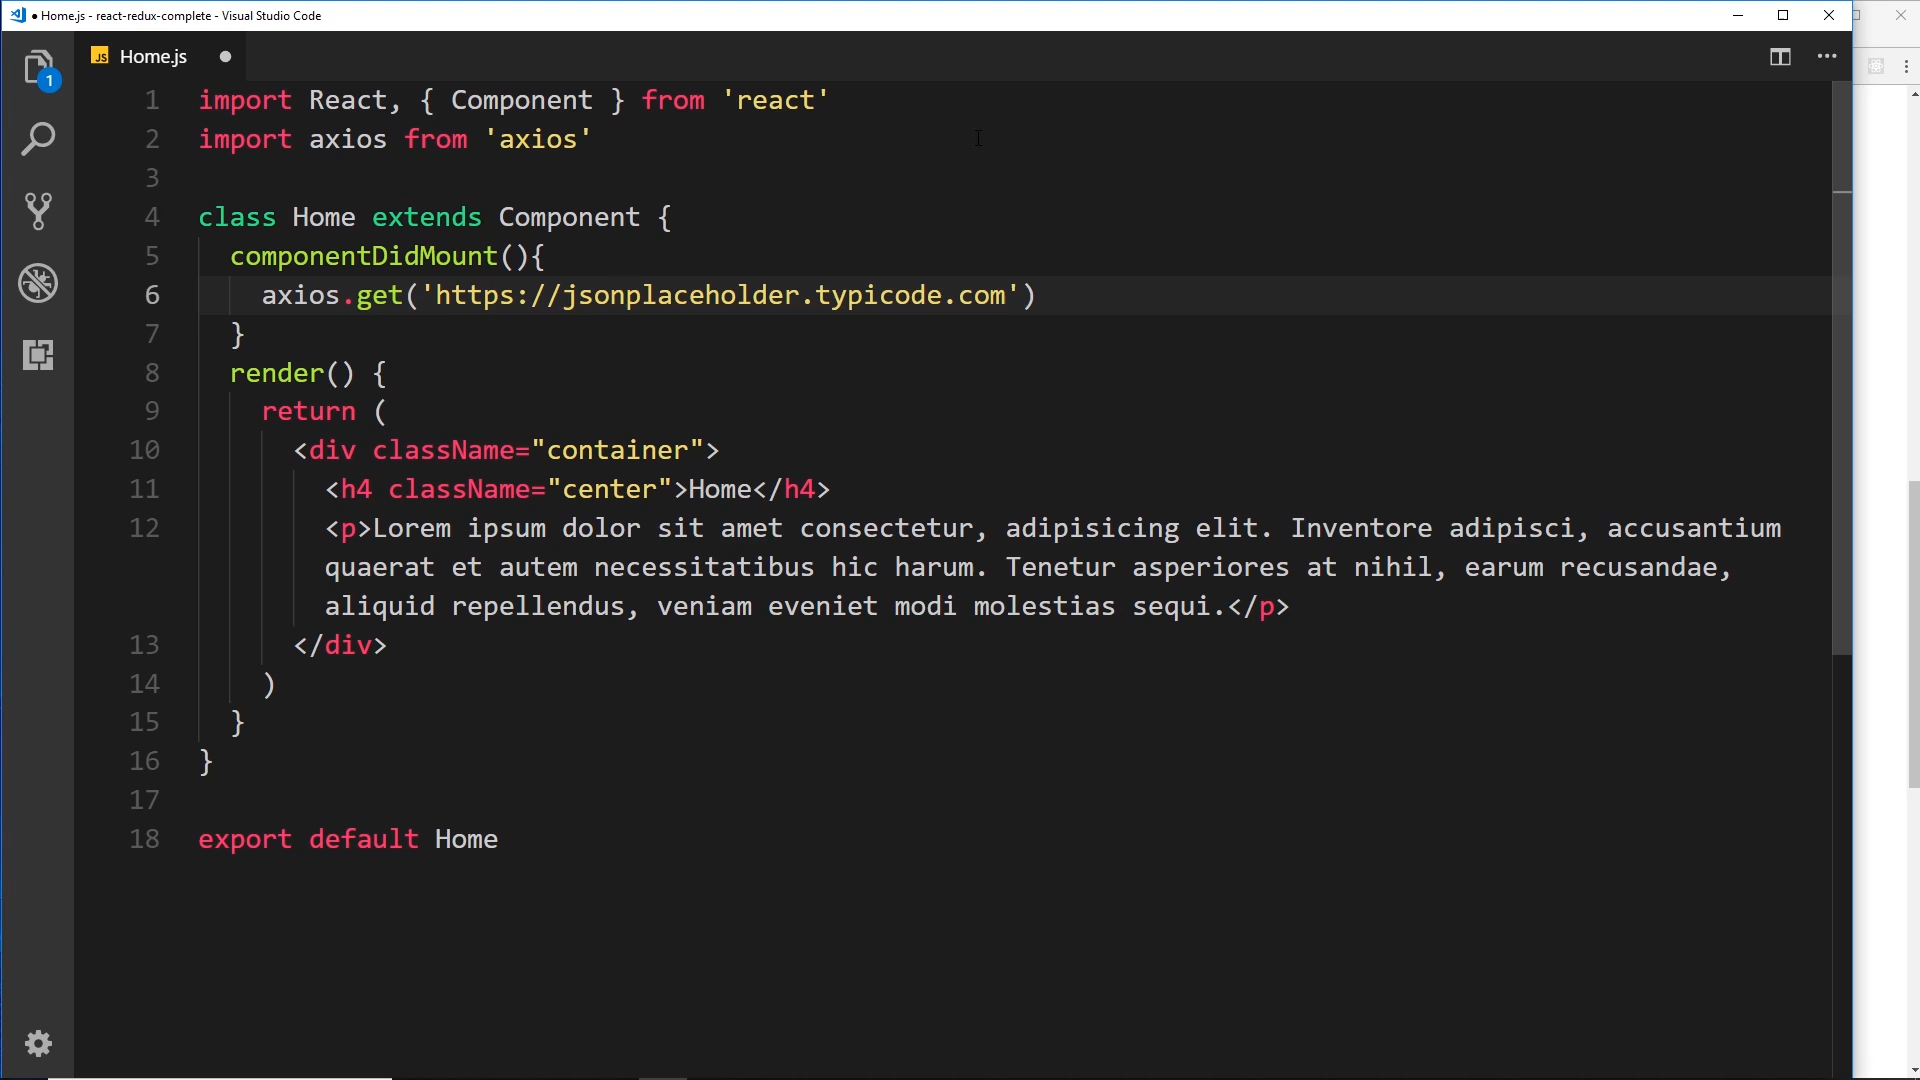 ● Home.js - react-redux-complete - Visual Studio Code
JS Home.js
1
1 import React, { Component } from 'react'
2 import axios from 'axios'
3
4 class Home extends Component {
5 componentDidMount(){
6 axios.get('https://jsonplaceholder.typicode.com')
7 }
8 render() {
9 return (
10 <div className="container">
11 <h4 className="center">Home</h4>
12 <p>Lorem ipsum dolor sit amet consectetur, adipisicing elit. Inventore adipisci, accusantium
quaerat et autem necessitatibus hic harum. Tenetur asperiores at nihil, earum recusandae,
aliquid repellendus, veniam eveniet modi molestias sequi.</p>
13 </div>
14 )
15 }
16 }
17
18 export default Home